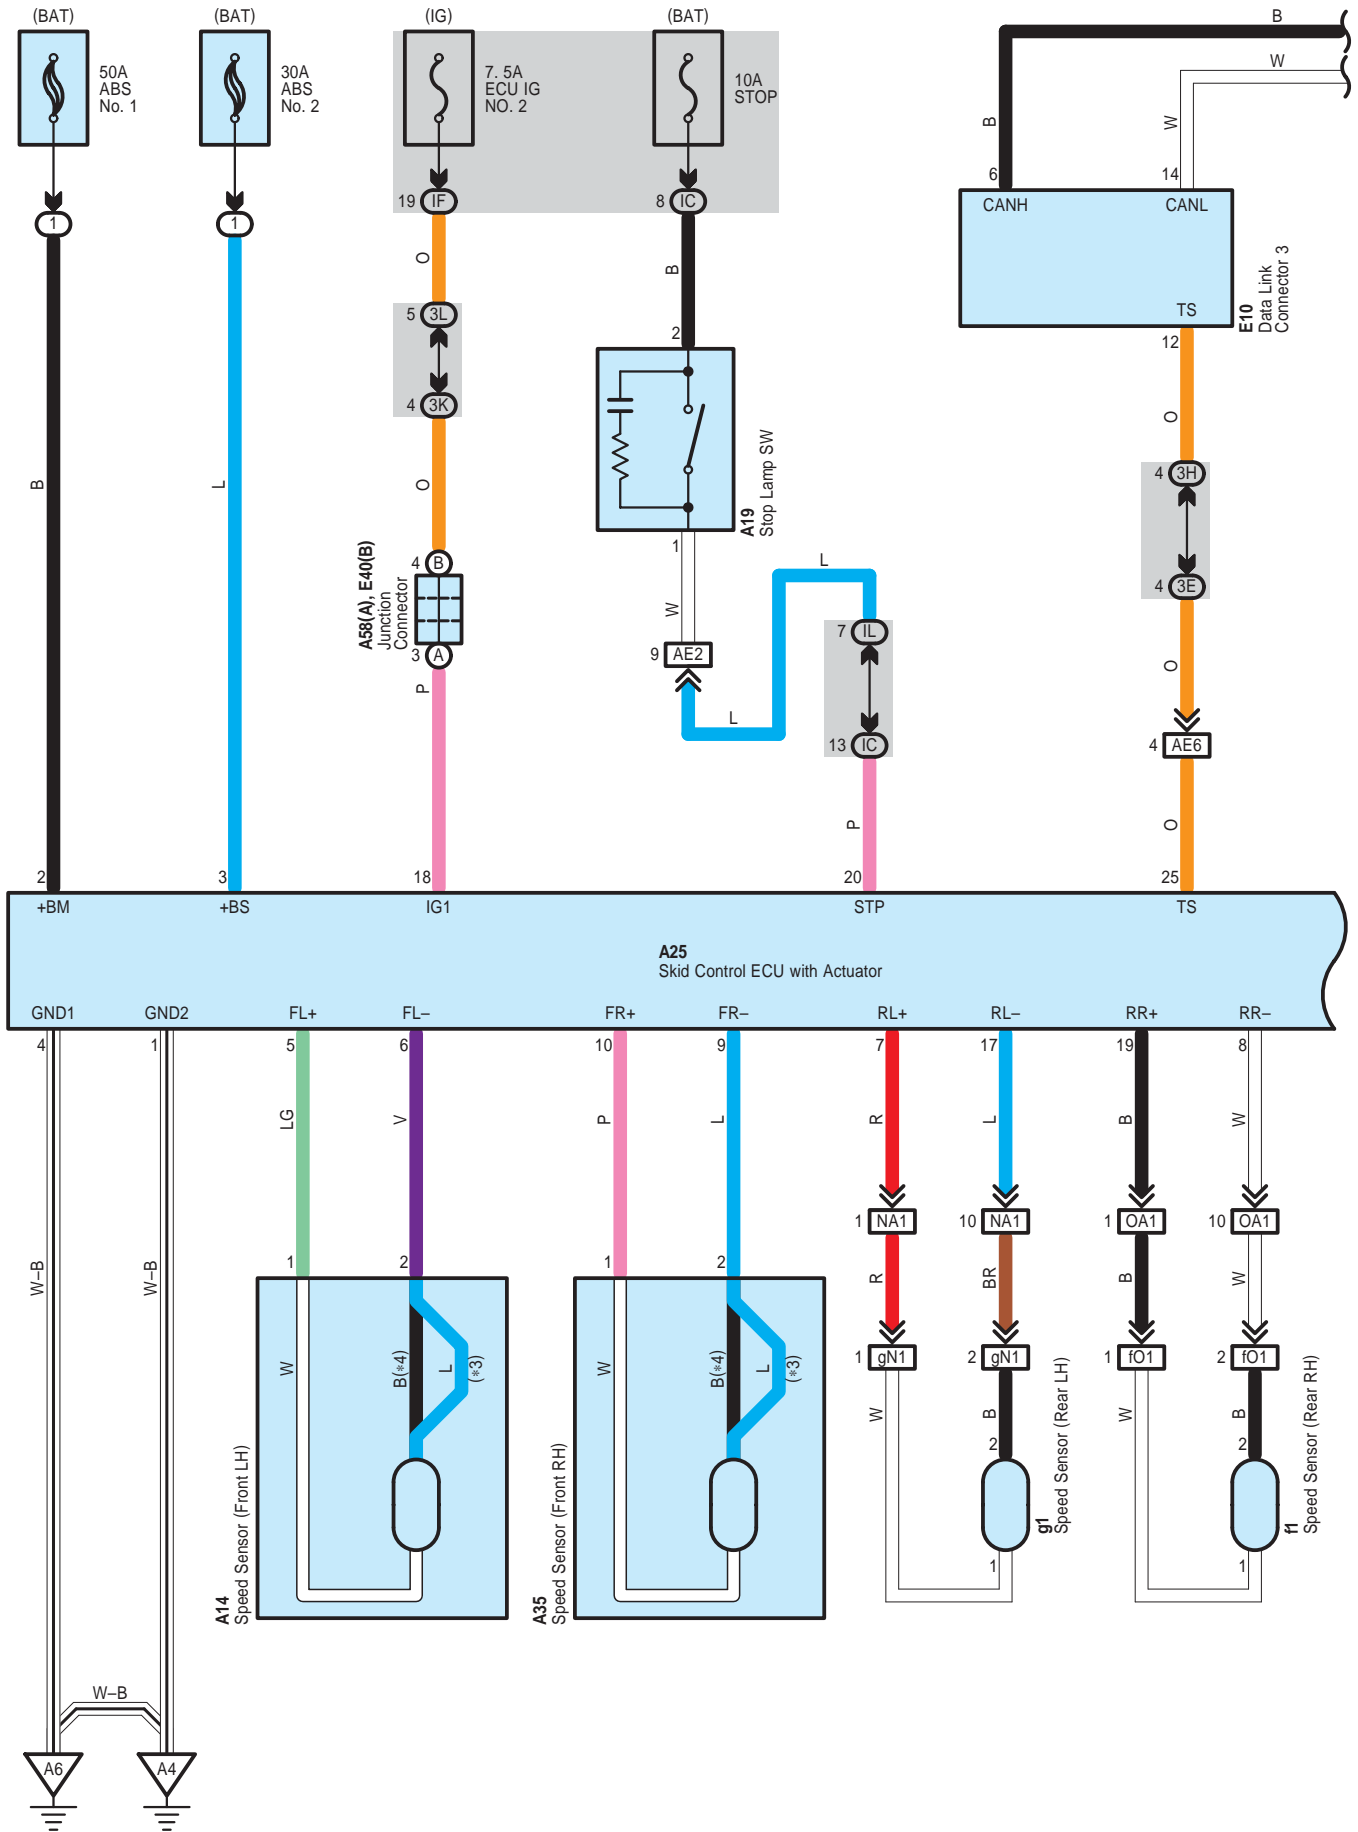 (BAT)
(BAT)
(IG)
(BAT)
B
W
50A
ABS
No. 1
30A
ABS
No. 2
7. 5A
ECU IG
NO. 2
10A
STOP
B
W
6
14
19 IF
8 IC
CANH
CANL
1
1
O
B
E10
Data Link
Connector 3
TS
5 3L
2
12
4 3K
O
B
L
O
A19
Stop Lamp SW
4 3H
4 B
A58(A), E40(B)
Junction
Connector
1
L
4 3E
W
7 IL
3 A
9 AE2
O
P
L
13 IC
4 AE6
P
O
2
3
18
20
25
+BM
+BS
IG1
STP
TS
A25
Skid Control ECU with Actuator
GND1
GND2
FL+
FL–
FR+
FR–
RL+
RL–
RR+
RR–
4
1
5
6
10
9
7
17
19
8
LG
V
P
L
R
L
B
W
1 NA1
10 NA1
1 OA1
10 OA1
W–B
W–B
1
2
1
2
R
BR
B
W
W
B(*4)
L
(*3)
W
B(*4)
L
(*3)
1 gN1
2 gN1
1 fO1
2 fO1
W
B
W
B
2
2
A14
Speed Sensor (Front LH)
A35
Speed Sensor (Front RH)
g1
Speed Sensor (Rear LH)
f1
Speed Sensor (Rear RH)
1
1
W–B
A6
A4